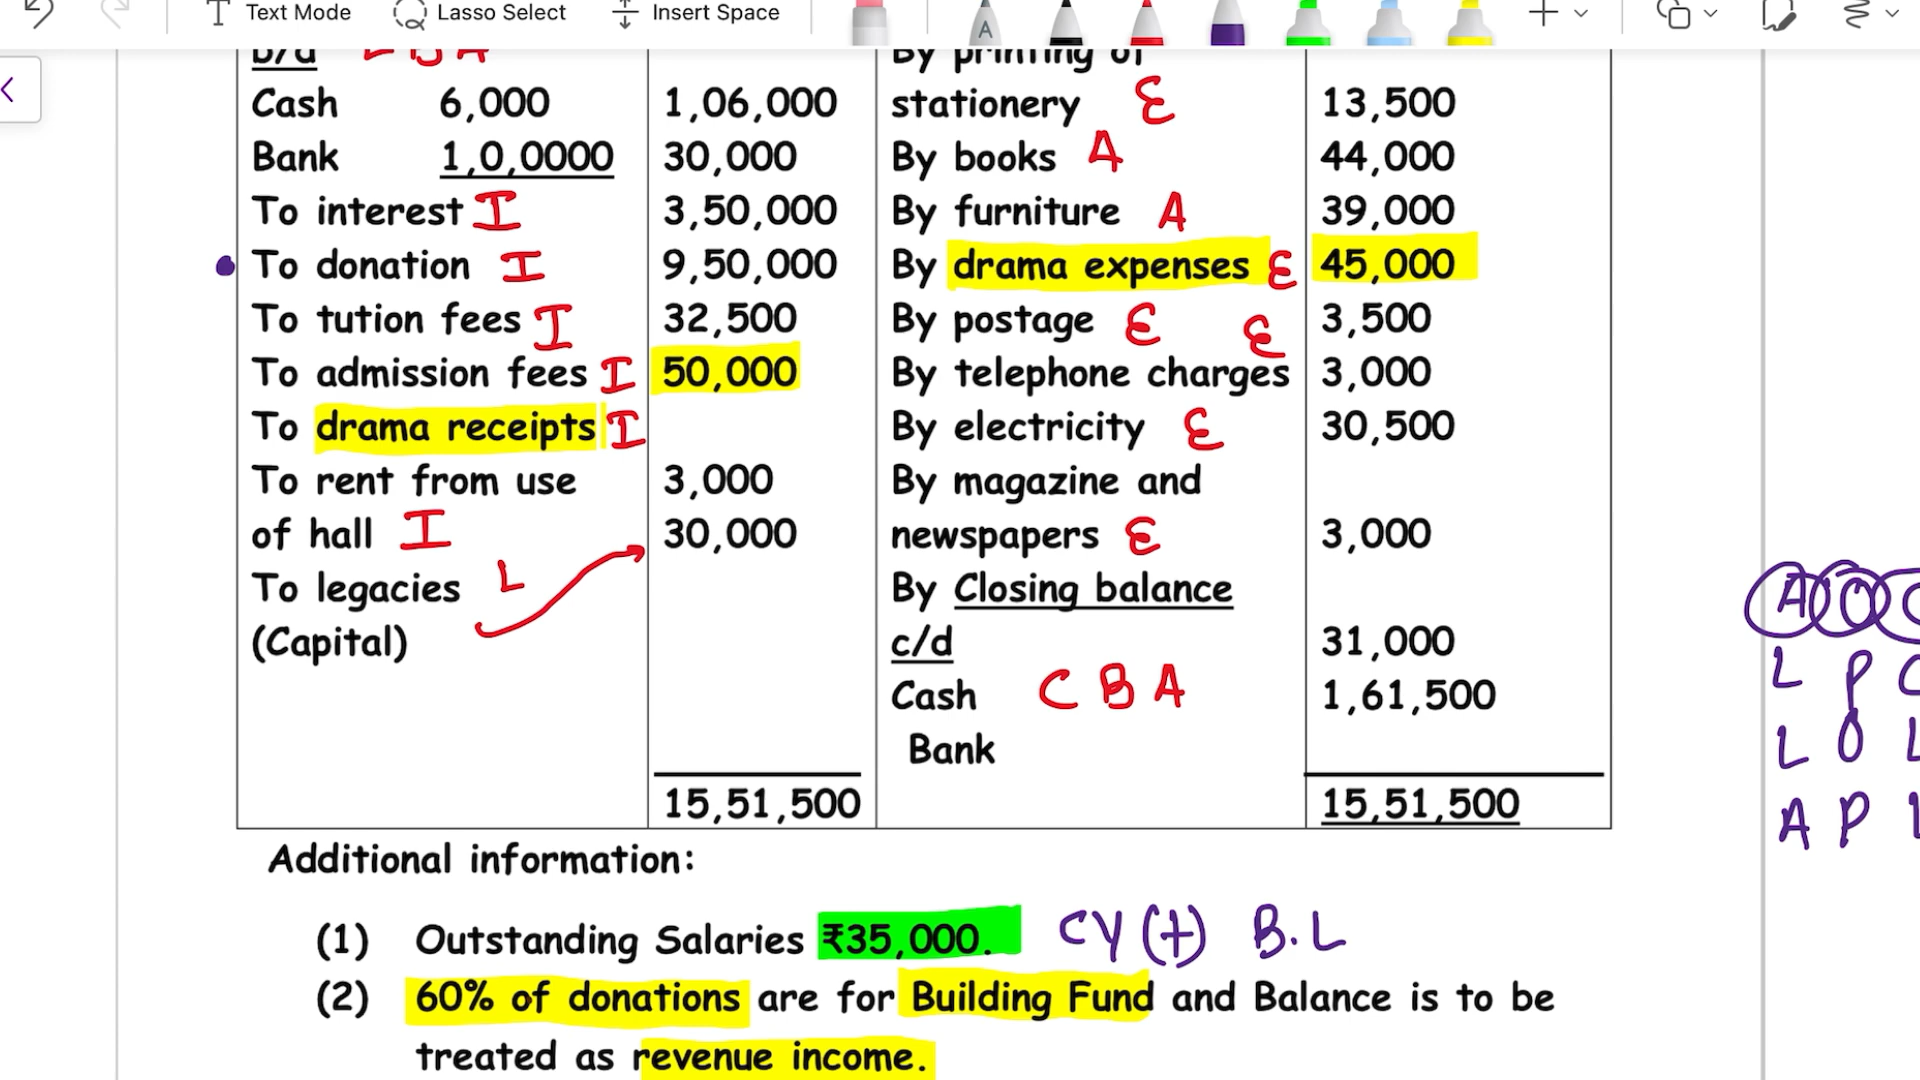 Text Mode Lasso Select Insert Space
A
b/d
By printing of
Cash 6,000 1,06,000 stationery E 13,500
Bank 1,0,0000 30,000 By books A 44,000
To interest I 3,50,000 By furniture A 39,000
To donation I 9,50,000 By drama expenses E 45,000
To tution fees I 32,500 By postage E 3,500
To admission fees I 50,000 By telephone charges E 3,000
To drama receipts I By electricity E 30,500
To rent from use 3,000 By magazine and
of hall I 30,000 newspapers E 3,000
To legacies L By Closing balance
(Capital) c/d 31,000
Cash C B A 1,61,500
Bank
15,51,500 15,51,500
A O
L P
L O L
A P
Additional information:
(1) Outstanding Salaries ₹35,000. CY (+) B.L
(2) 60% of donations are for Building Fund and Balance is to be
treated as revenue income.